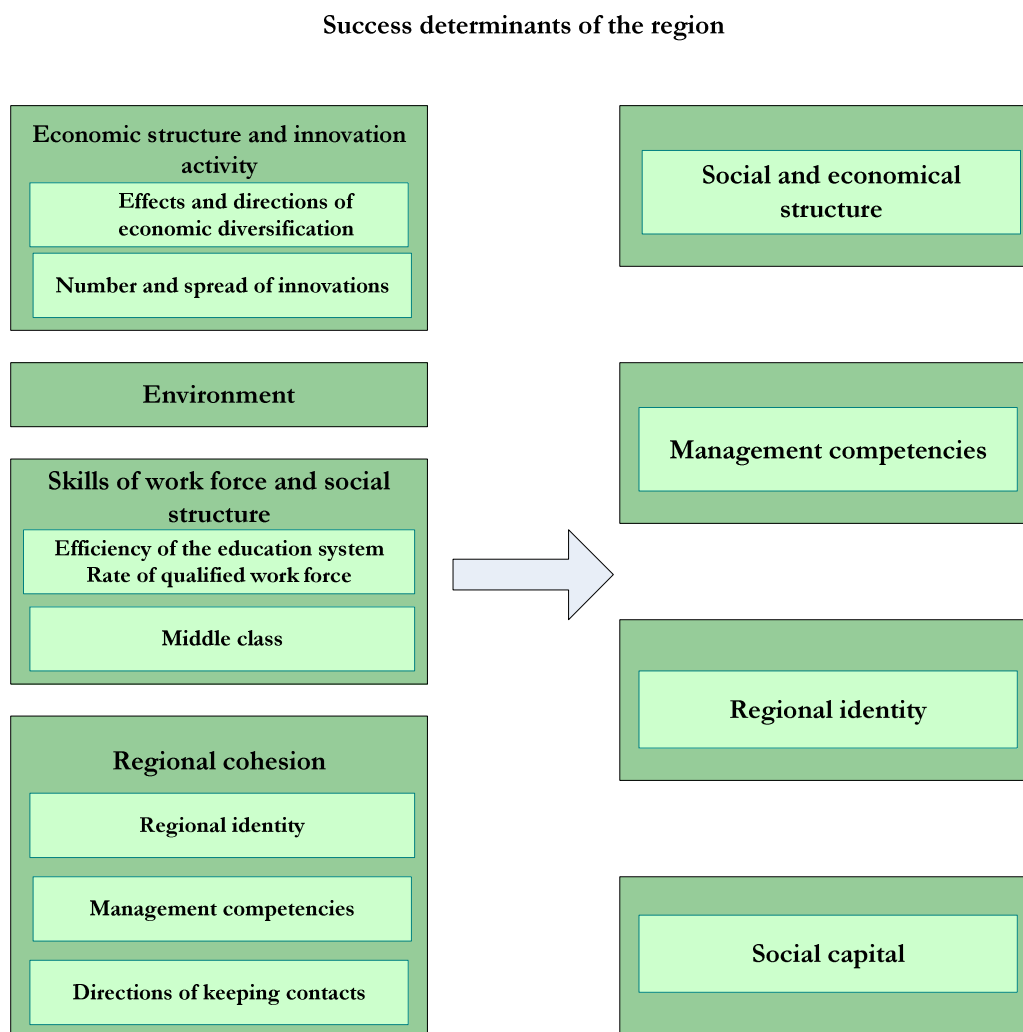 Success determinants of the region
Economic structure and innovation
activity
Effects and directions of
economic diversification
Number and spread of innovations
Environment
Skills of work force and social
structure
Efficiency of the education system
Rate of qualified work force
Middle class
Regional cohesion
Regional identity
Management competencies
Directions of keeping contacts
Social and economical
structure
Management competencies
Regional identity
Social capital